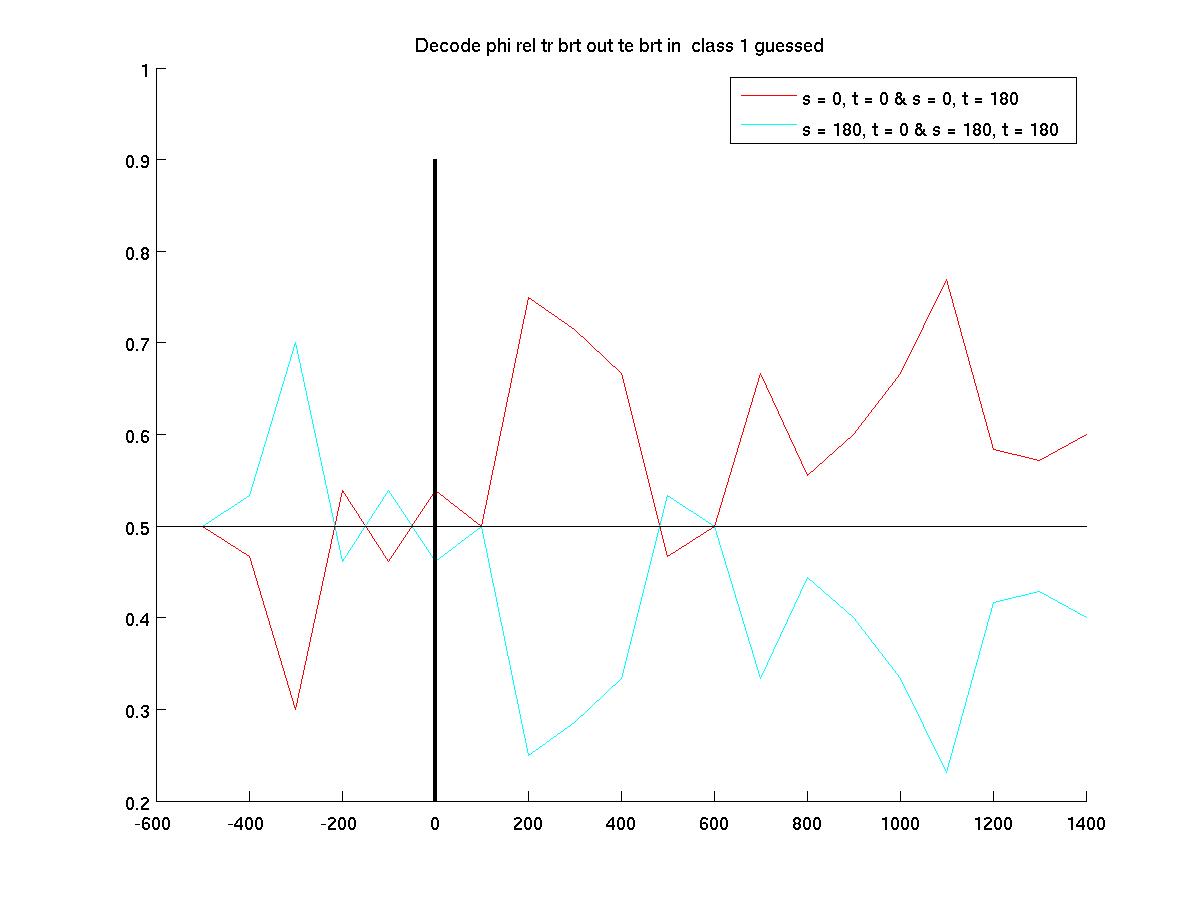 Decode phi rel tr brt out te brt in  class 1 guessed
s = 0, t = 0 & s = 0, t = 180
s = 180, t = 0 & s = 180, t = 180
1
0.9
0.8
0.7
0.6
0.5
0.4
0.3
0.2
-600 -400 -200 0 200 400 600 800 1000 1200 1400